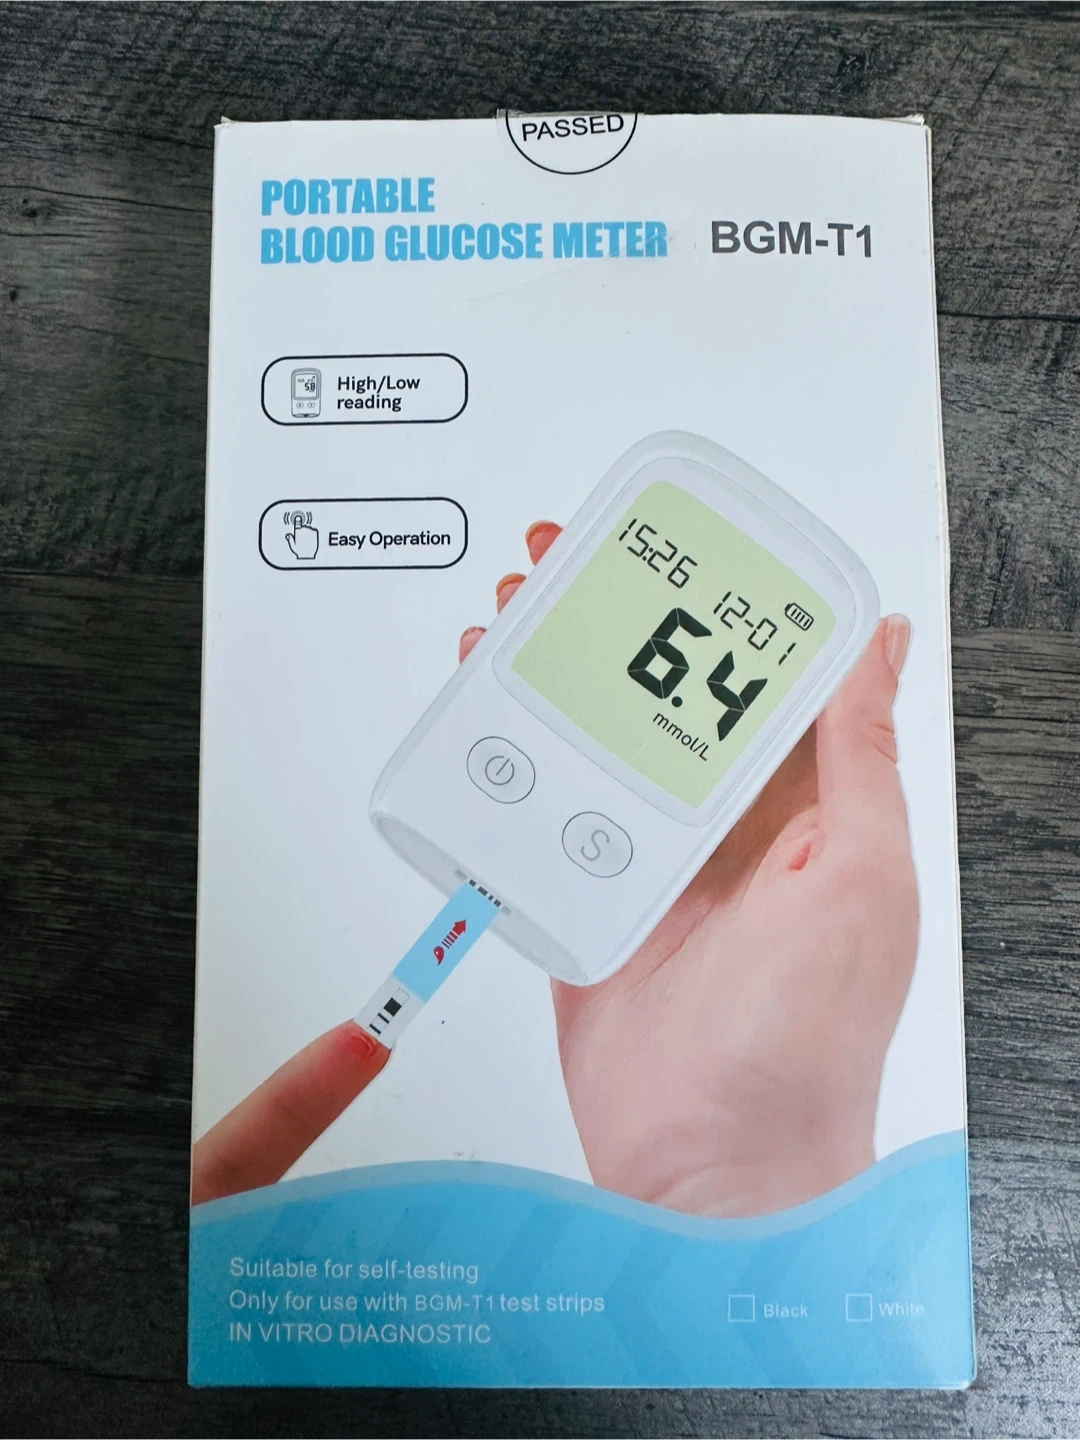 PASSED
PORTABLE
BLOOD GLUCOSE METER BGM-T1
High/Low
reading
Easy Operation
15:26 12-01
6.4
mmol/L
S
Suitable for self-testing
Only for use with BGM-T1 test strips
IN VITRO DIAGNOSTIC
Black White